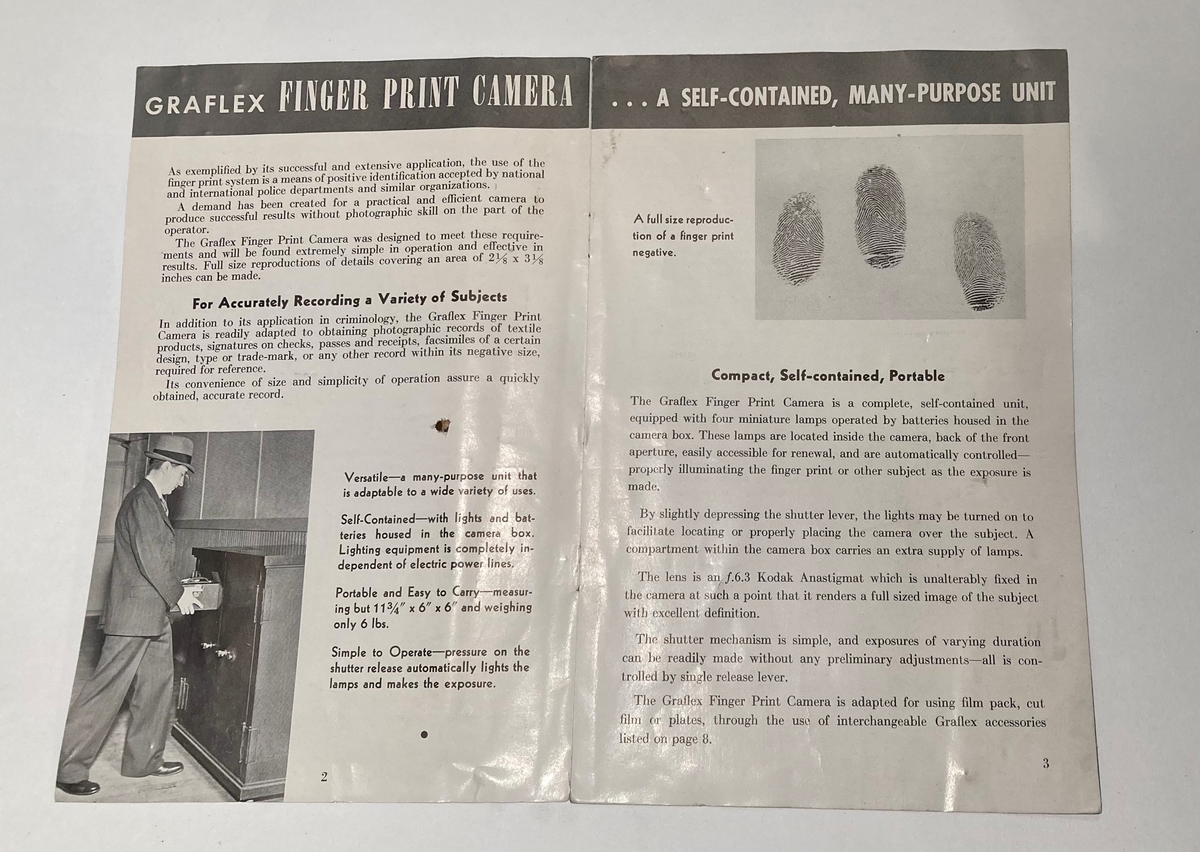 GRAFLEX FINGER PRINT CAMERA
As exemplified by its successful and extensive application, the use of the
finger print system is a means of positive identification accepted by national
and international police departments and similar organizations.
A demand has been created for a practical and efficient camera to
produce successful results without photographic skill on the part of the
operator.
The Graflex Finger Print Camera was designed to meet these require-
ments and will be found extremely simple in operation and effective in
results. Full size reproductions of details covering an area of 2⅛ x 3⅛
inches can be made.
For Accurately Recording a Variety of Subjects
In addition to its application in criminology, the Graflex Finger Print
Camera is readily adapted to obtaining photographic records of textile
products, signatures on checks, passes and receipts, facsimiles of a certain
design, type or trade-mark, or any other record within its negative size,
required for reference.
Its convenience of size and simplicity of operation assure a quickly
obtained, accurate record.
Versatile—a many-purpose unit that
is adaptable to a wide variety of uses.
Self-Contained—with lights and bat-
teries housed in the camera box.
Lighting equipment is completely in-
dependent of electric power lines.
Portable and Easy to Carry—measur-
ing but 11¾" x 6" x 6" and weighing
only 6 lbs.
Simple to Operate—pressure on the
shutter release automatically lights the
lamps and makes the exposure.
2
...A SELF-CONTAINED, MANY-PURPOSE UNIT
A full size reproduc-
tion of a finger print
negative.
Compact, Self-contained, Portable
The Graflex Finger Print Camera is a complete, self-contained unit,
equipped with four miniature lamps operated by batteries housed in the
camera box. These lamps are located inside the camera, back of the front
aperture, easily accessible for renewal, and are automatically controlled—
properly illuminating the finger print or other subject as the exposure is
made.
By slightly depressing the shutter lever, the lights may be turned on to
facilitate locating or properly placing the camera over the subject. A
compartment within the camera box carries an extra supply of lamps.
The lens is an f.6.3 Kodak Anastigmat which is unalterably fixed in
the camera at such a point that it renders a full sized image of the subject
with excellent definition.
The shutter mechanism is simple, and exposures of varying duration
can be readily made without any preliminary adjustments—all is con-
trolled by single release lever.
The Graflex Finger Print Camera is adapted for using film pack, cut
film or plates, through the use of interchangeable Graflex accessories
listed on page 8.
3